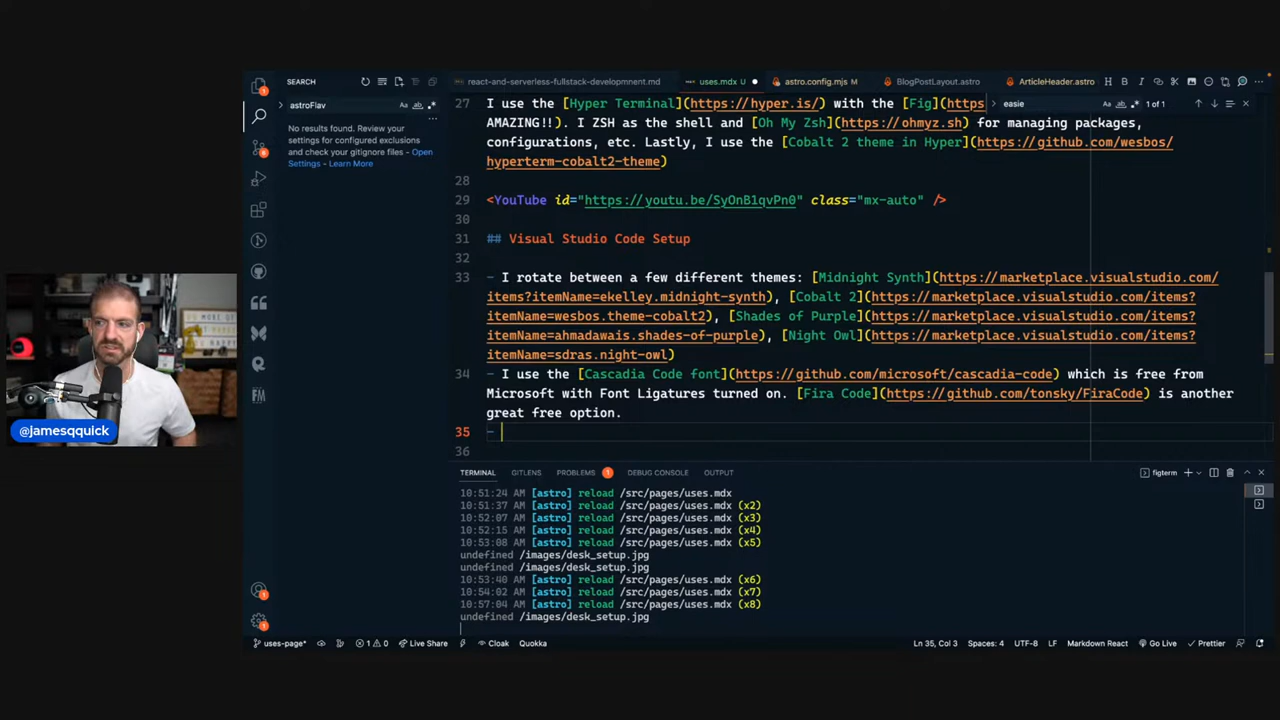 SEARCH
astroFlav
No results found. Review your
settings for configured exclusions
and check your gitignore files - Open
Settings - Learn More
react-and-serverless-fullstack-developmnent.md
uses.mdx U
astro.config.mjs
BlogPostLayout.astro
ArticleHeader.astro
easie
1 of 1
27 I use the [Hyper Terminal](https://hyper.is/) with the [Fig](https
AMAZING!!). I ZSH as the shell and [Oh My Zsh](https://ohmyz.sh) for managing packages,
configurations, etc. Lastly, I use the [Cobalt 2 theme in Hyper](https://github.com/wesbos/
hyperterm-cobalt2-theme)
28
29 <YouTube id="https://youtu.be/SyOnB1qvPn0" class="mx-auto" />
30
31 ## Visual Studio Code Setup
32
33 - I rotate between a few different themes: [Midnight Synth](https://marketplace.visualstudio.com/
items?itemName=ekelley.midnight-synth), [Cobalt 2](https://marketplace.visualstudio.com/items?
itemName=wesbos.theme-cobalt2), [Shades of Purple](https://marketplace.visualstudio.com/items?
itemName=ahmadawais.shades-of-purple), [Night Owl](https://marketplace.visualstudio.com/items?
itemName=sdras.night-owl)
34 - I use the [Cascadia Code font](https://github.com/microsoft/cascadia-code) which is free from
Microsoft with Font Ligatures turned on. [Fira Code](https://github.com/tonsky/FiraCode) is another
great free option.
35 -
36
@jamesqquick
TERMINAL GITLENS PROBLEMS 1 DEBUG CONSOLE OUTPUT
figterm
10:51:24 AM [astro] reload /src/pages/uses.mdx
10:51:37 AM [astro] reload /src/pages/uses.mdx (x2)
10:52:07 AM [astro] reload /src/pages/uses.mdx (x3)
10:52:15 AM [astro] reload /src/pages/uses.mdx (x4)
10:53:08 AM [astro] reload /src/pages/uses.mdx (x5)
undefined /images/desk_setup.jpg
undefined /images/desk_setup.jpg
10:53:40 AM [astro] reload /src/pages/uses.mdx (x6)
10:54:02 AM [astro] reload /src/pages/uses.mdx (x7)
10:57:04 AM [astro] reload /src/pages/uses.mdx (x8)
undefined /images/desk_setup.jpg
uses-page* 1 0 Live Share Cloak Quokka Ln 35, Col 3 Spaces: 4 UTF-8 LF Markdown React Go Live Prettier